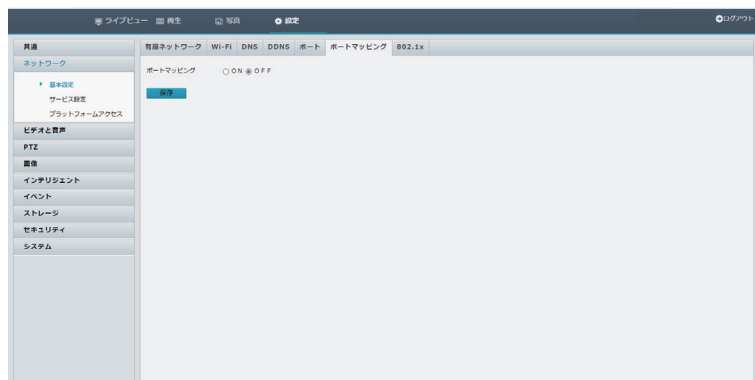 ライブビュー 再生 写真 設定 ログアウト
共通
ネットワーク
基本設定
サービス設定
プラットフォームアクセス
ビデオと音声
PTZ
画像
インテリジェント
イベント
ストレージ
セキュリティ
システム
有線ネットワーク Wi-Fi DNS DDNS ポート ポートマッピング 802.1x
ポートマッピング ON OFF
保存